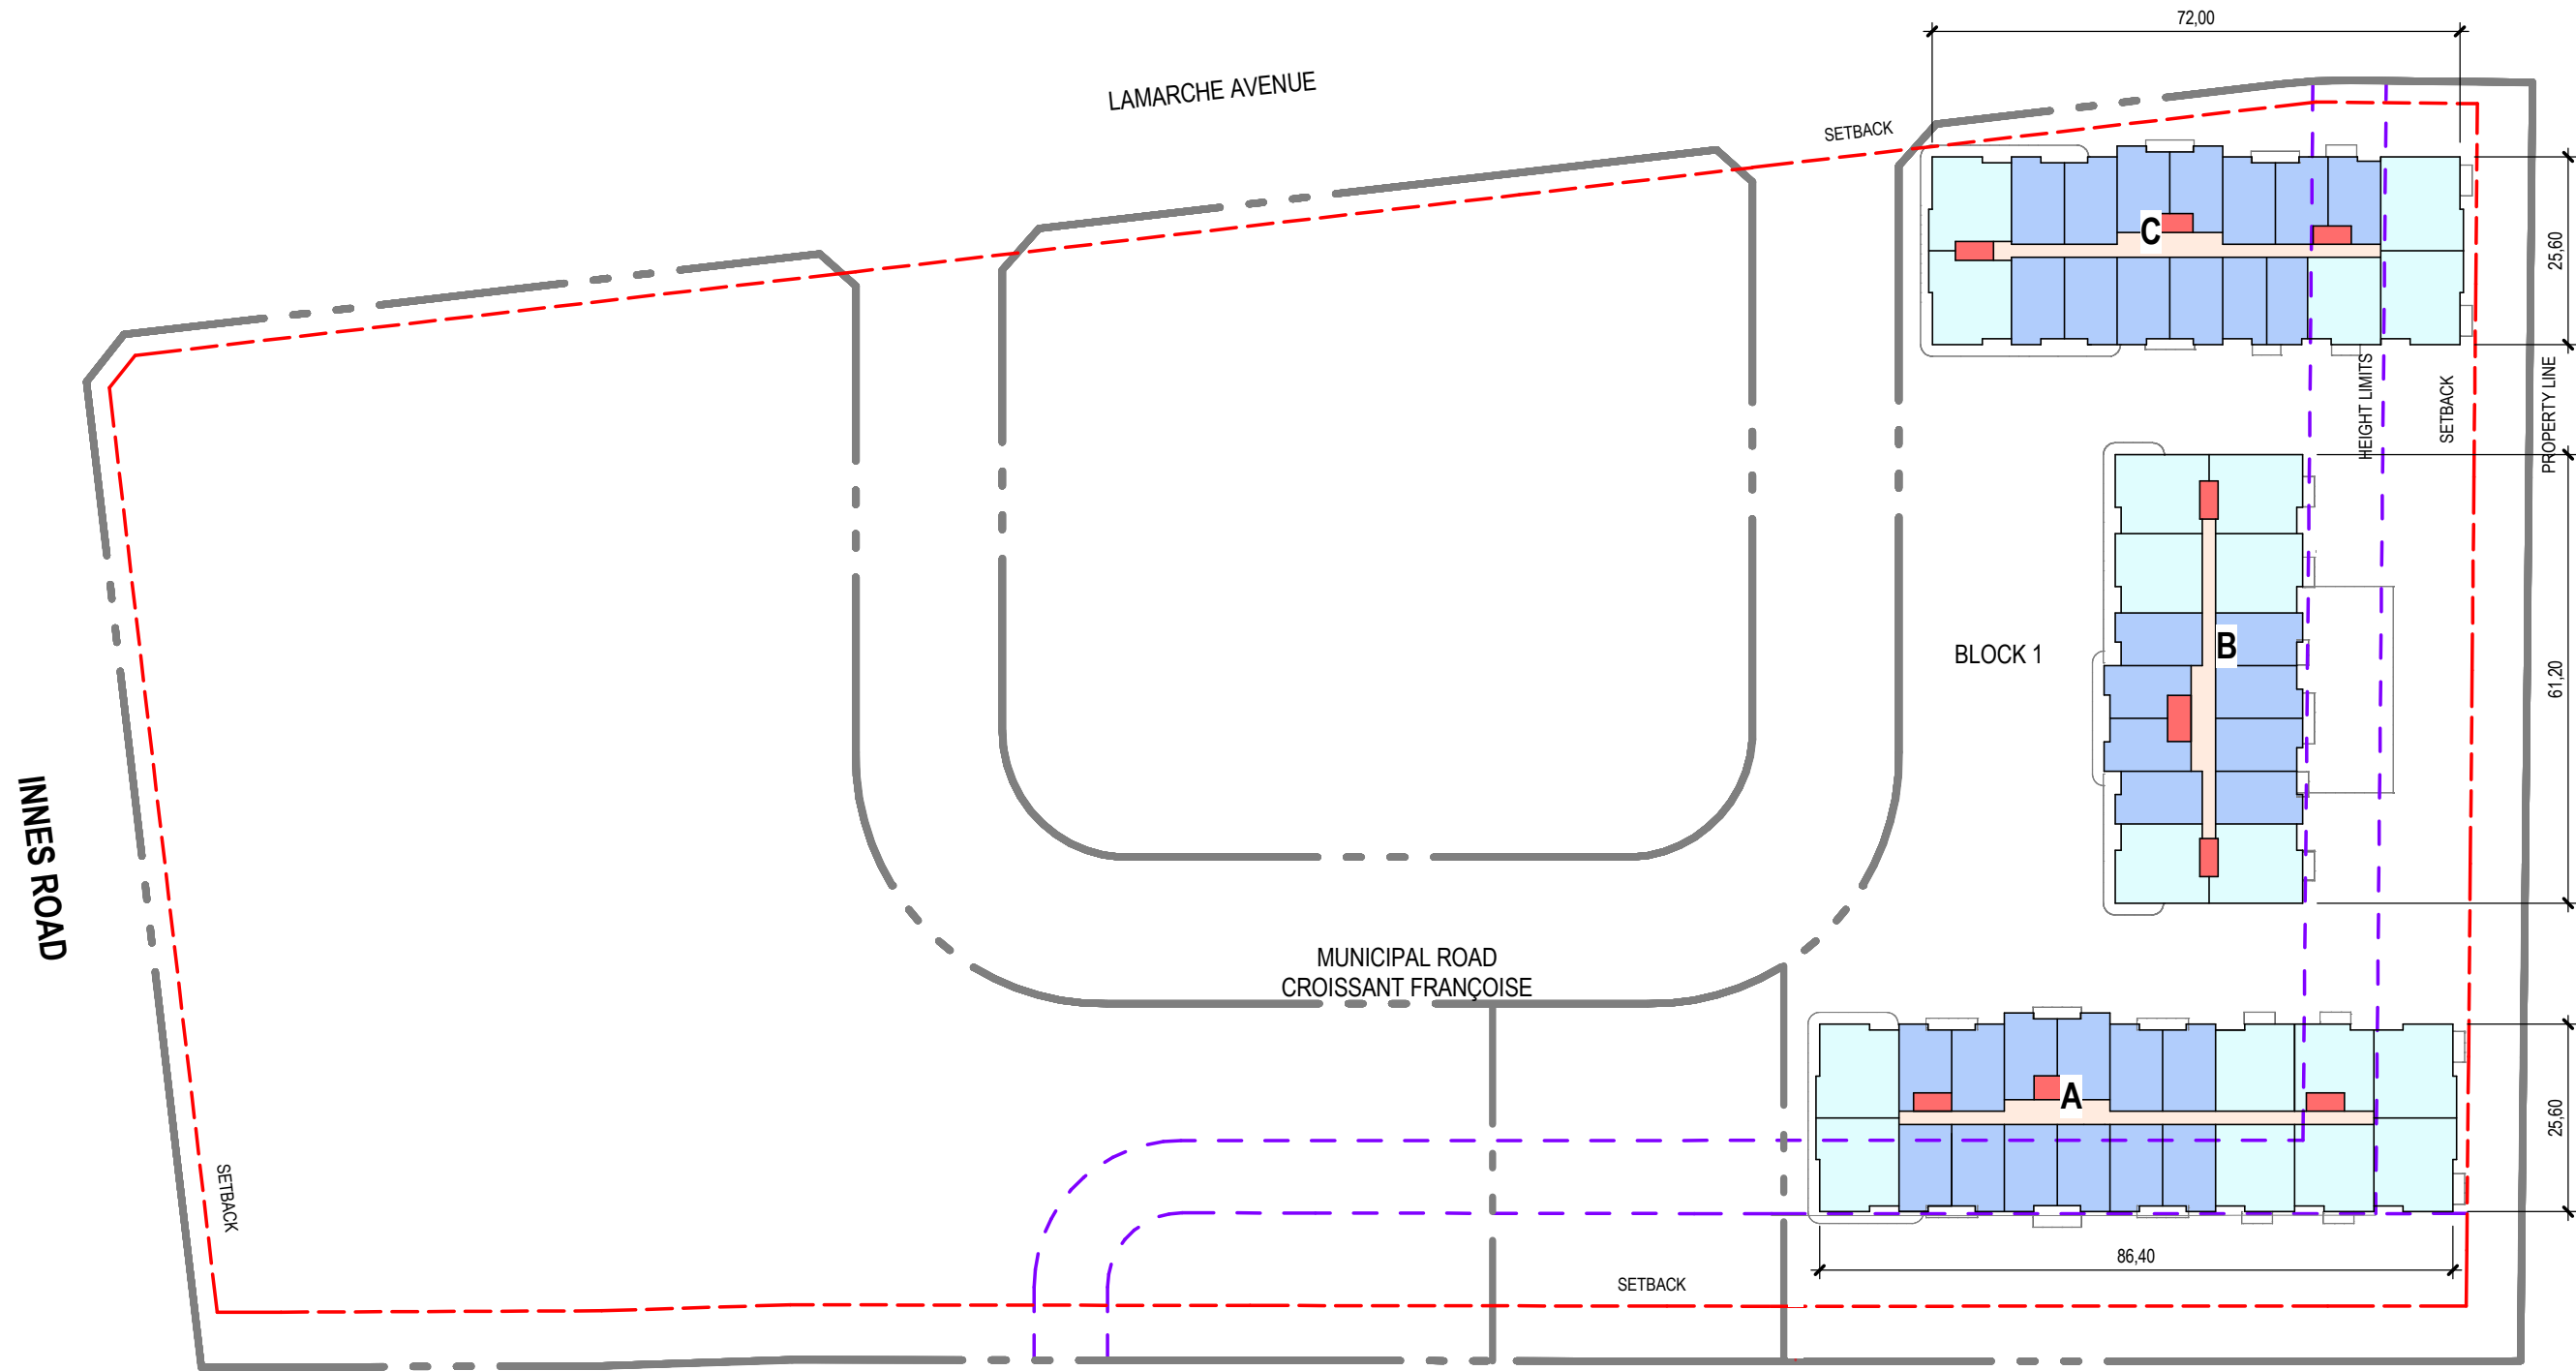 72,00
LAMARCHE AVENUE
SETBACK
C
25,60
HEIGHT LIMITS
SETBACK
PROPERTY LINE
BLOCK 1
B
61,20
INNES ROAD
MUNICIPAL ROAD
CROISSANT FRANÇOISE
A
25,60
SETBACK
86,40
SETBACK